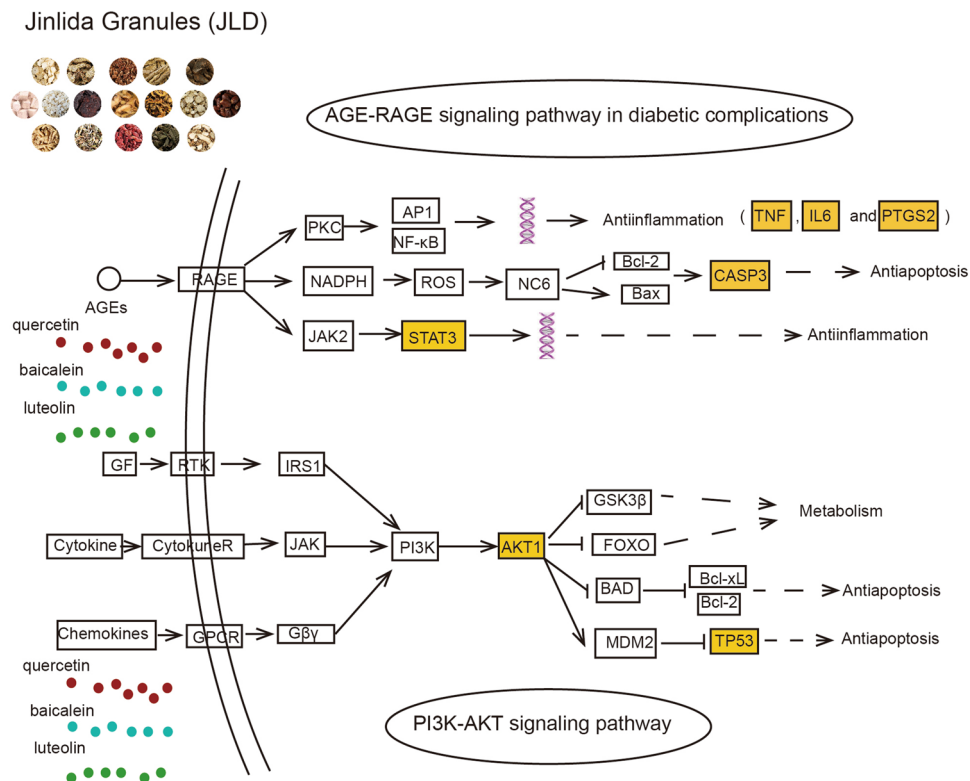 Jinlida Granules (JLD)
AGE-RAGE signaling pathway in diabetic complications
PKC
AP1
NF-κB
Antiinflammation ( TNF , IL6 and PTGS2 )
AGEs
RAGE
NADPH
ROS
NC6
Bcl-2
Bax
CASP3
Antiapoptosis
JAK2
STAT3
Antiinflammation
quercetin
baicalein
luteolin
GF
RTK
IRS1
Cytokine
CytokuneR
JAK
PI3K
AKT1
GSK3β
FOXO
Metabolism
BAD
Bcl-xL
Bcl-2
Antiapoptosis
Chemokines
GPCR
Gβγ
MDM2
TP53
Antiapoptosis
quercetin
baicalein
luteolin
PI3K-AKT signaling pathway